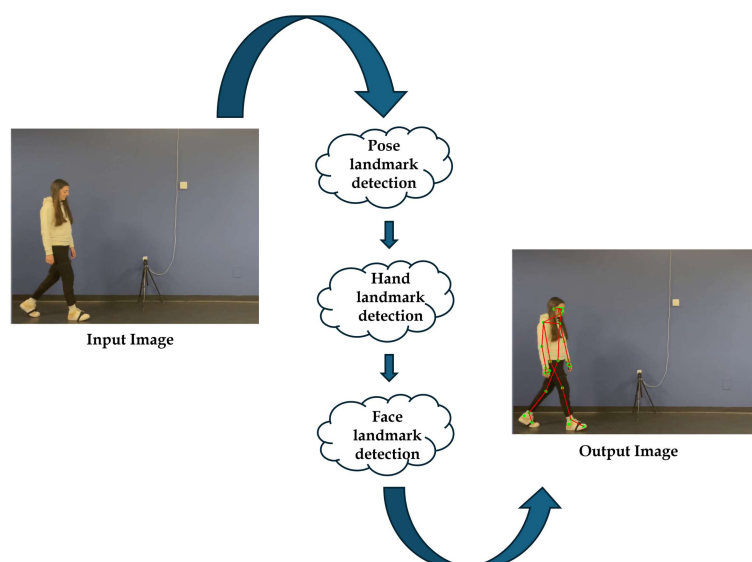 Pose
landmark
detection
Hand
landmark
detection
Face
landmark
detection
Input Image
Output Image